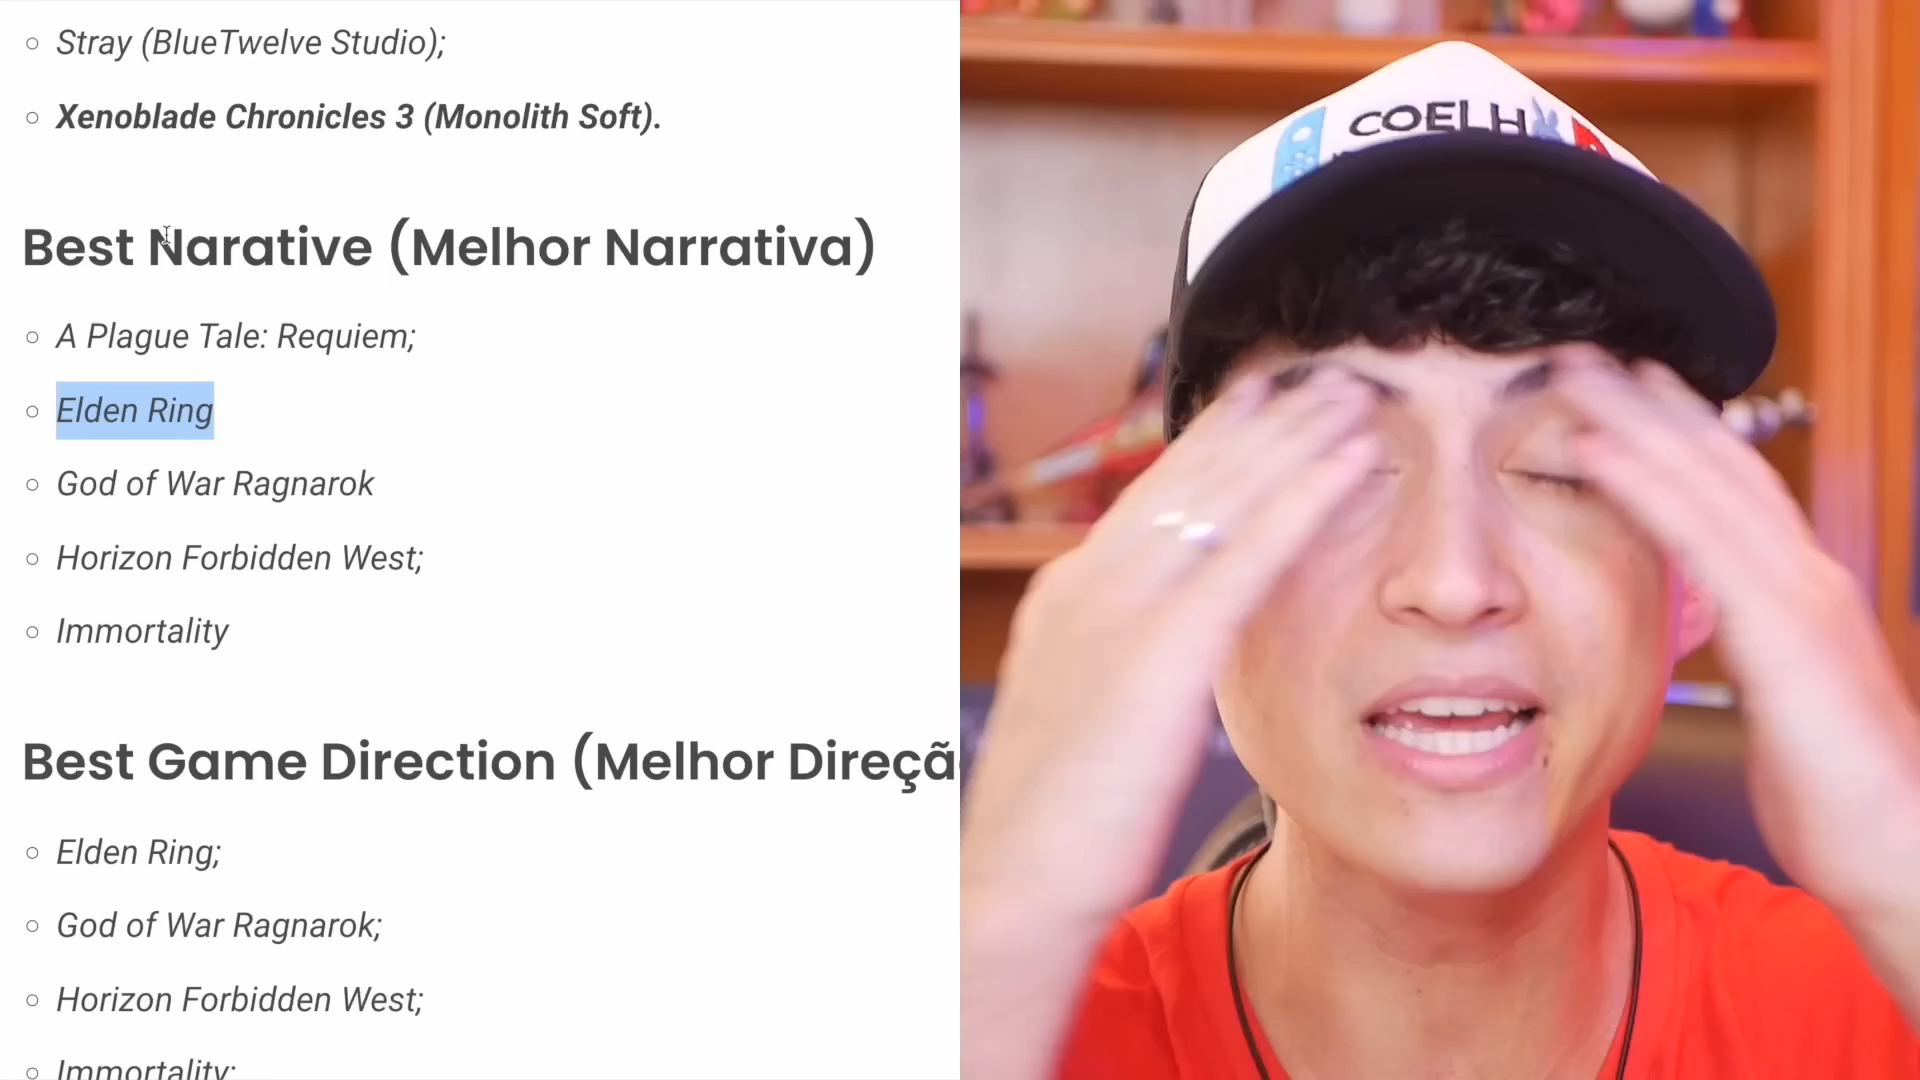 Stray (BlueTwelve Studio);
Xenoblade Chronicles 3 (Monolith Soft).
Best Narative (Melhor Narrativa)
A Plague Tale: Requiem;
Elden Ring
God of War Ragnarok
Horizon Forbidden West;
Immortality
Best Game Direction (Melhor Direçã
Elden Ring;
God of War Ragnarok;
Horizon Forbidden West;
Immortality;
COELH